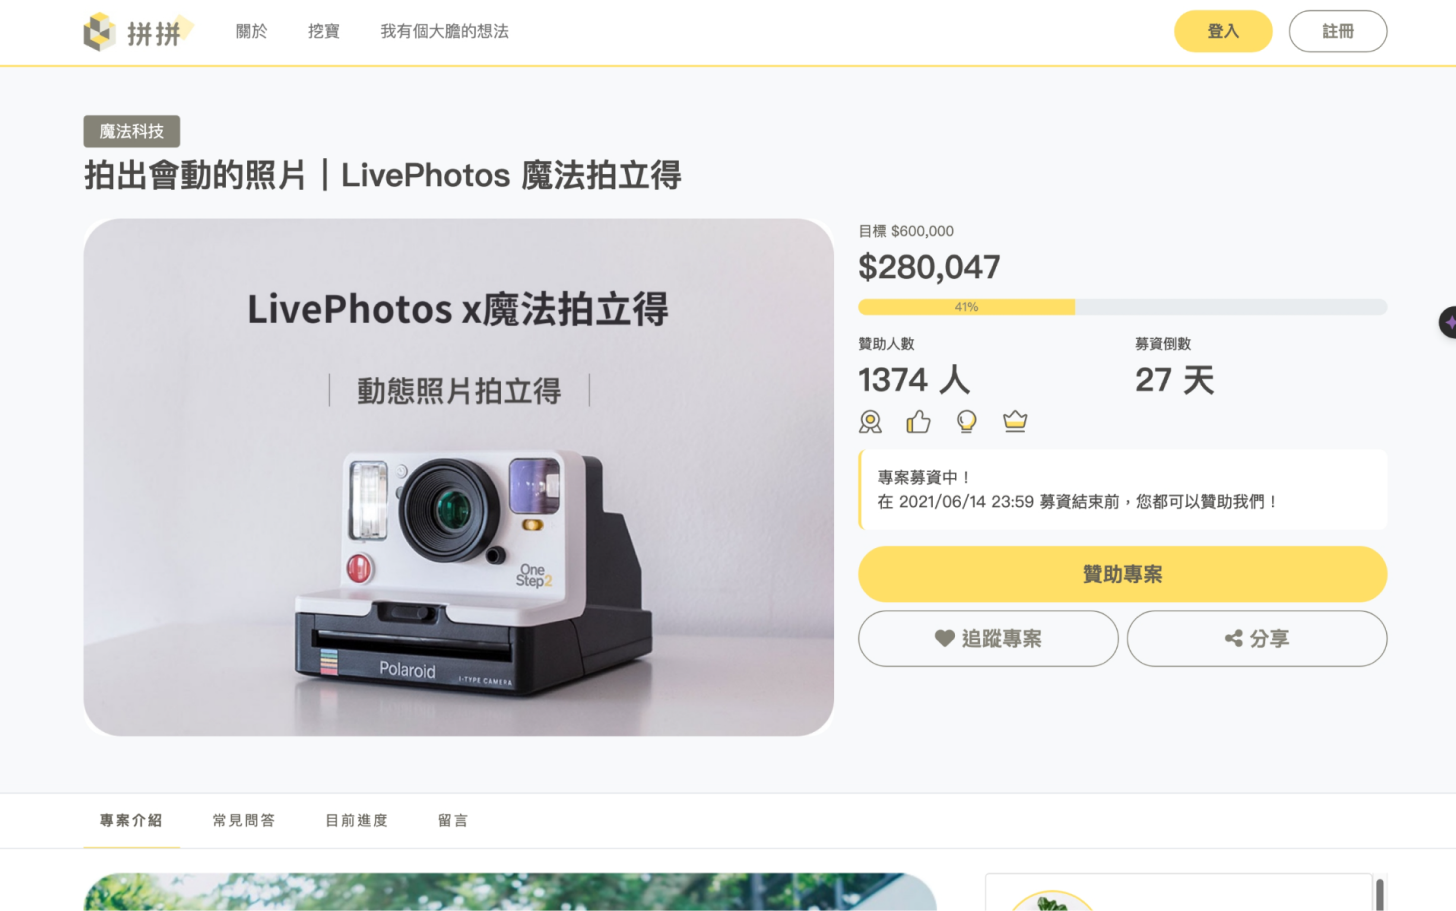 拼拼
關於
挖寶
我有個大膽的想法
登入
註冊
魔法科技
拍出會動的照片｜LivePhotos 魔法拍立得
LivePhotos x魔法拍立得
動態照片拍立得
One
Step2
Polaroid
I-TYPE CAMERA
目標 $600,000
$280,047
41%
贊助人數
募資倒數
1374 人
27 天
專案募資中！
在 2021/06/14 23:59 募資結束前，您都可以贊助我們！
贊助專案
追蹤專案
分享
專案介紹
常見問答
目前進度
留言